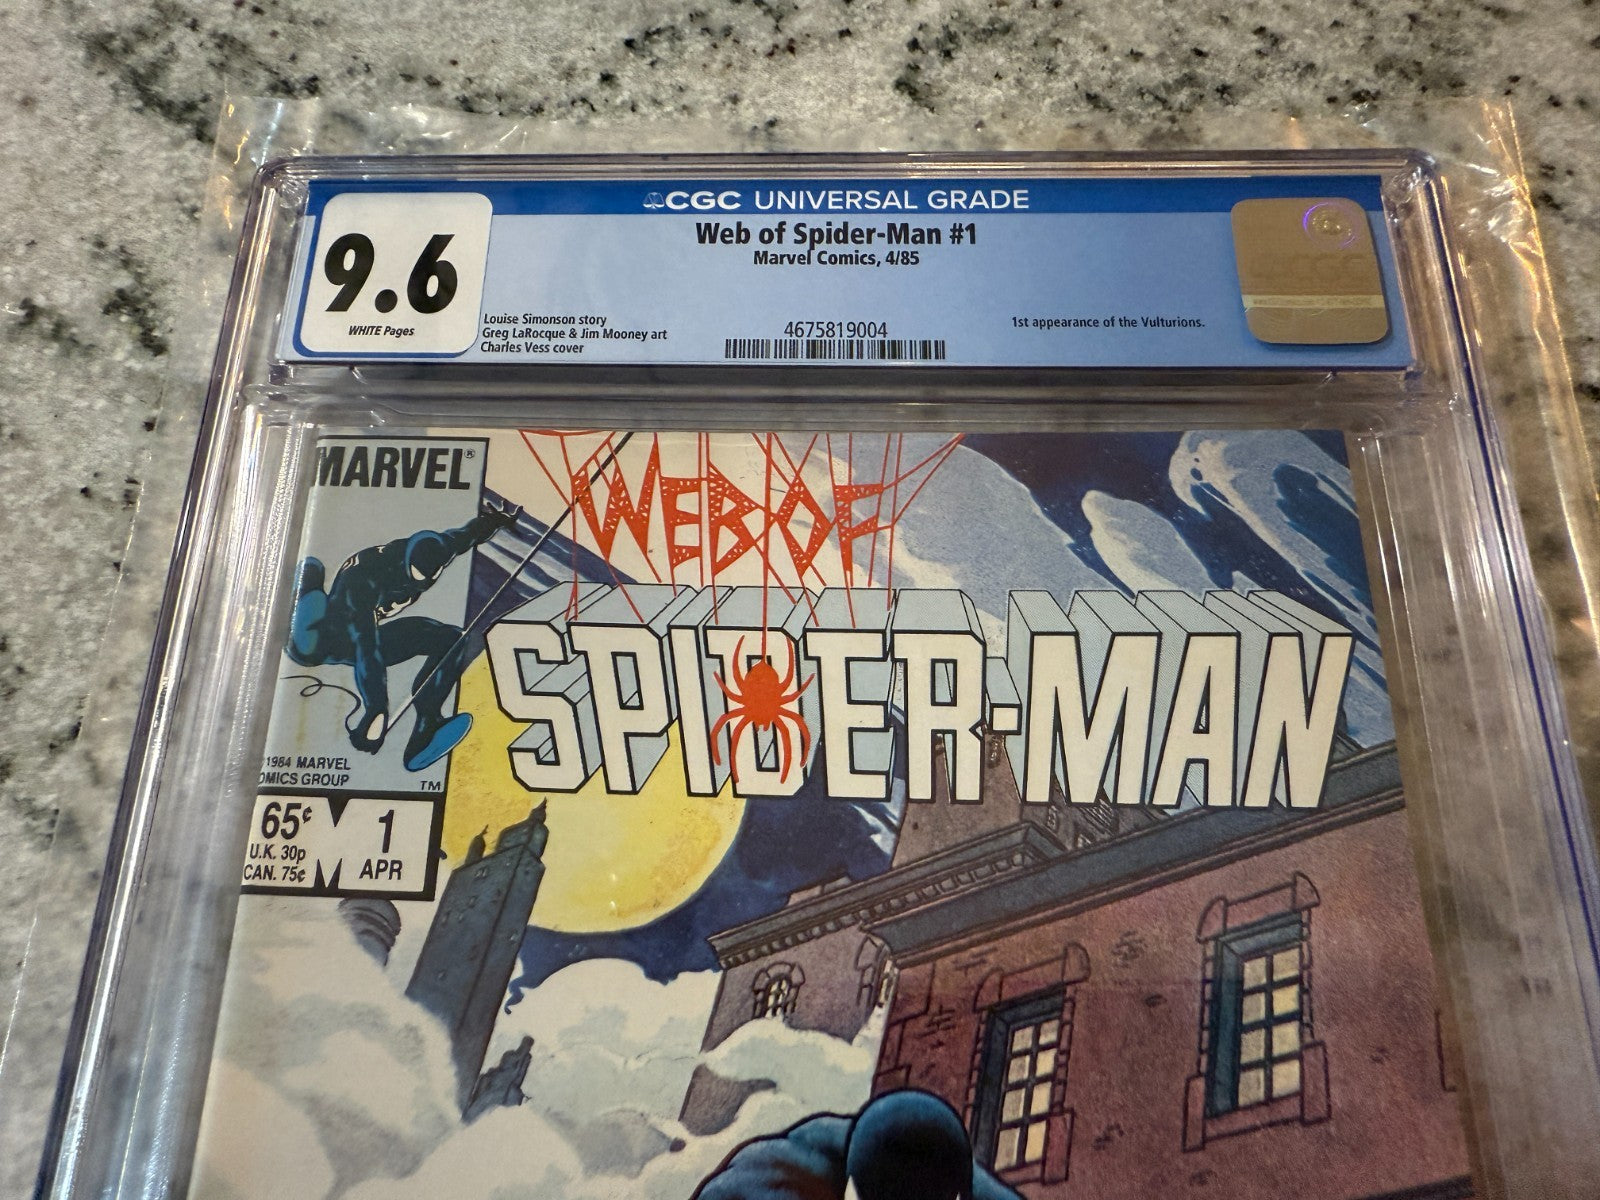 CGC UNIVERSAL GRADE
9.6
WHITE Pages
Web of Spider-Man #1
Marvel Comics, 4/85
Louise Simonson story
Greg LaRocque & Jim Mooney art
Charles Vess cover
4675819004
1st appearance of the Vulturions.
MARVEL®
WEB OF
SPIDER-MAN
1984 MARVEL
OMICS GROUP
TM
65¢
U.K. 30p
CAN. 75¢
M
1
APR